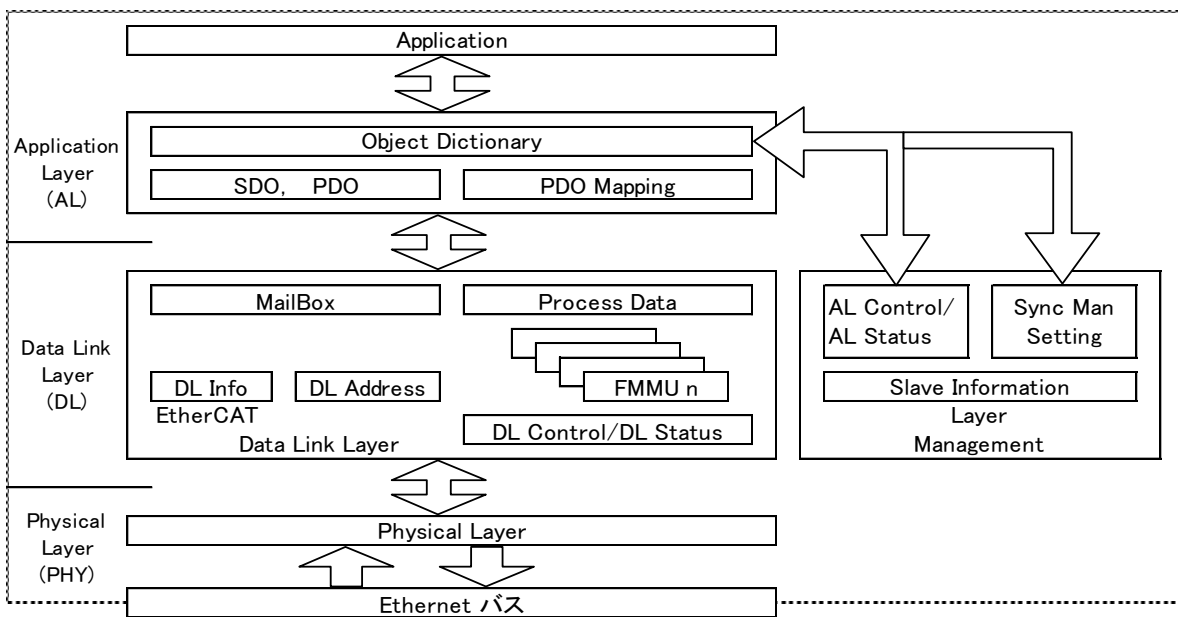 Application
Application
Layer
(AL)
Object Dictionary
SDO, PDO
PDO Mapping
Data Link
Layer
(DL)
MailBox
Process Data
FMMU n
DL Info
DL Address
EtherCAT
Data Link Layer
DL Control/DL Status
AL Control/
AL Status
Sync Man
Setting
Slave Information
Layer
Management
Physical
Layer
(PHY)
Physical Layer
Ethernet バス